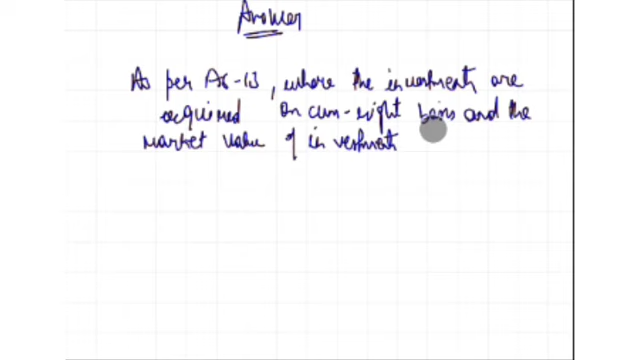 Answer
As per AS-13, where the investments are
acquired on cum-right basis and the
market value of investments